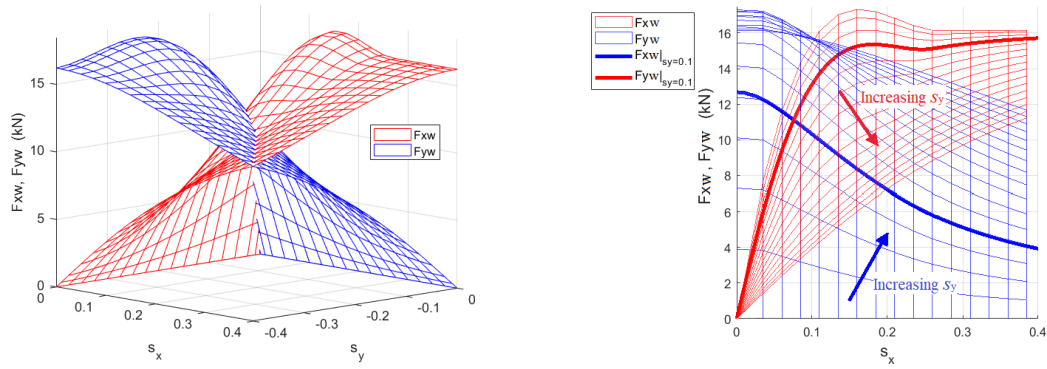 Fxw, Fyw (kN)
15
10
5
0
0
0.1
0.2
0.3
0.4
-0.4
-0.3
-0.2
-0.1
0
s_x
s_y
Fxw
Fyw
Fxw
Fyw
Fxw|sy=0.1
Fyw|sy=0.1
Fxw , Fyw (kN)
16
14
12
10
8
6
4
2
0
Increasing sy
Increasing sy
0
0.1
0.2
0.3
0.4
s_x